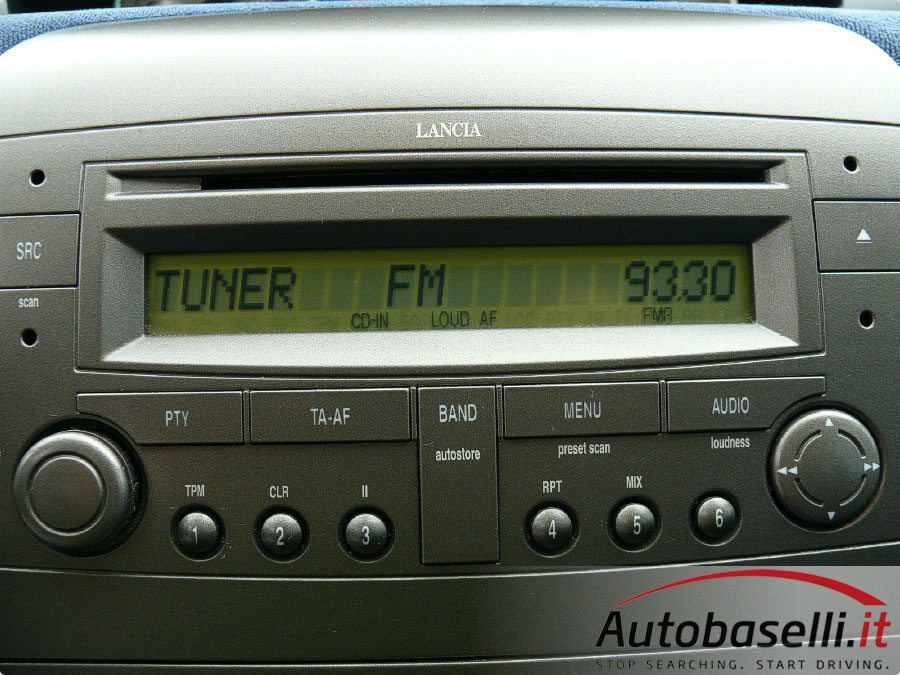 LANCIA
SRC
scan
TUNER FM 93.30
CD-IN LOUD AF
PTY TA-AF BAND MENU AUDIO
autostore preset scan loudness
TPM CLR II RPT MIX
1 2 3 4 5 6
Autobaselli.it
STOP SEARCHING. START DRIVING.